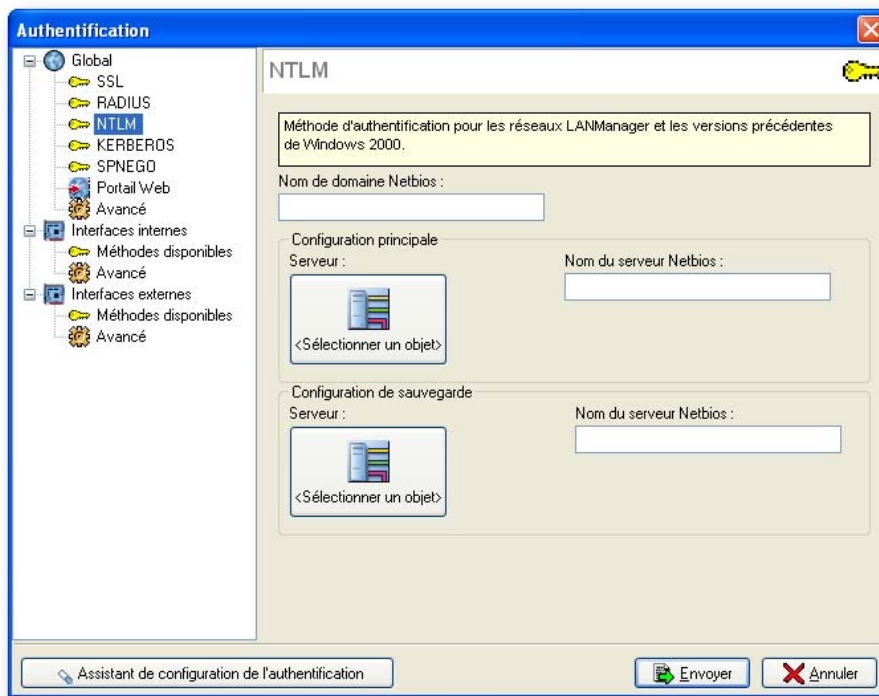 Authentification
Global
SSL
RADIUS
NTLM
KERBEROS
SPNEGO
Portail Web
Avancé
Interfaces internes
Méthodes disponibles
Avancé
Interfaces externes
Méthodes disponibles
Avancé
NTLM
Méthode d'authentification pour les réseaux LANManager et les versions précédentes
de Windows 2000.
Nom de domaine Netbios :
Configuration principale
Serveur :
Nom du serveur Netbios :
<Sélectionner un objet>
Configuration de sauvegarde
Serveur :
Nom du serveur Netbios :
<Sélectionner un objet>
Assistant de configuration de l'authentification
Envoyer
Annuler